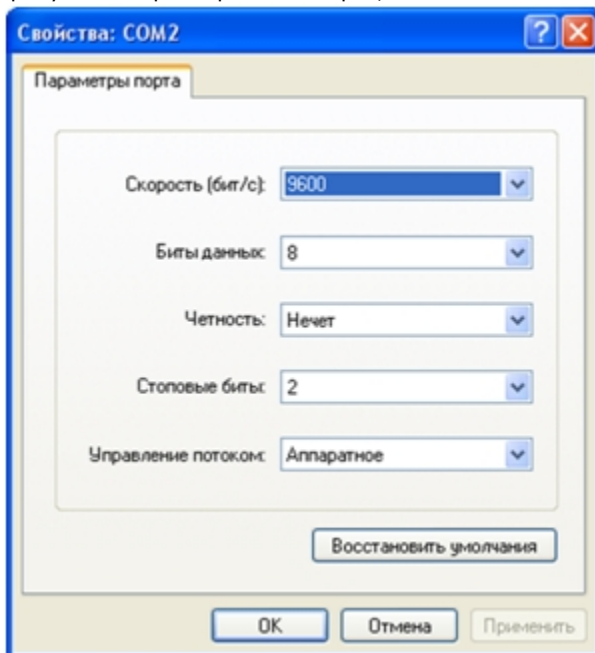 Свойства: COM2
Параметры порта
Скорость (бит/с): 9600
Биты данных: 8
Четность: Нечет
Стоповые биты: 2
Управление потоком: Аппаратное
Восстановить умолчания
OK Отмена Применить